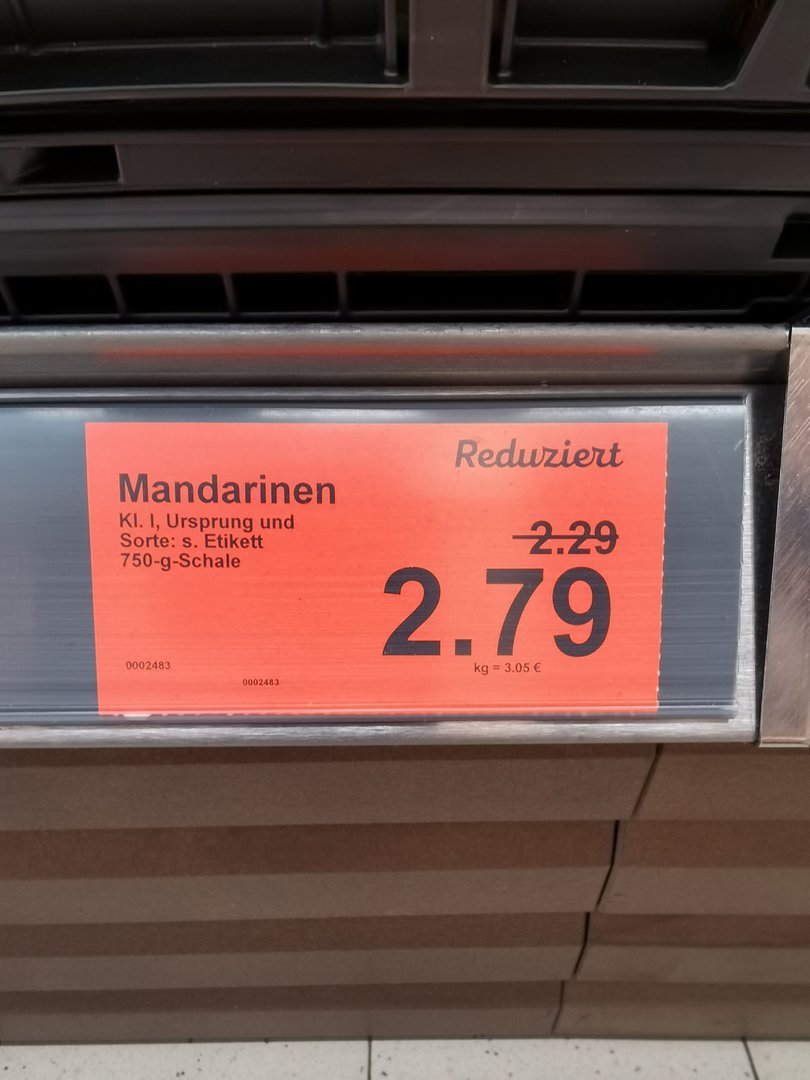 Reduziert
Mandarinen
Kl. I, Ursprung und
Sorte: s. Etikett
750-g-Schale
2.29
2.79
kg = 3.05 €
0002483
0002483